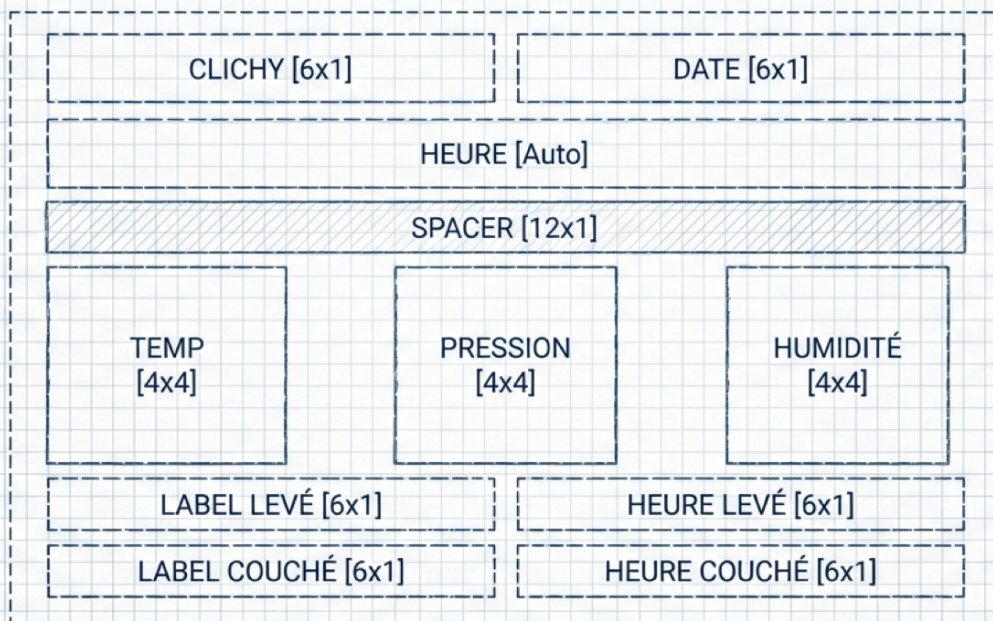 CLICHY [6x1]
DATE [6x1]
HEURE [Auto]
SPACER [12x1]
TEMP
[4x4]
PRESSION
[4x4]
HUMIDITÉ
[4x4]
LABEL LEVÉ [6x1]
HEURE LEVÉ [6x1]
LABEL COUCHÉ [6x1]
HEURE COUCHÉ [6x1]